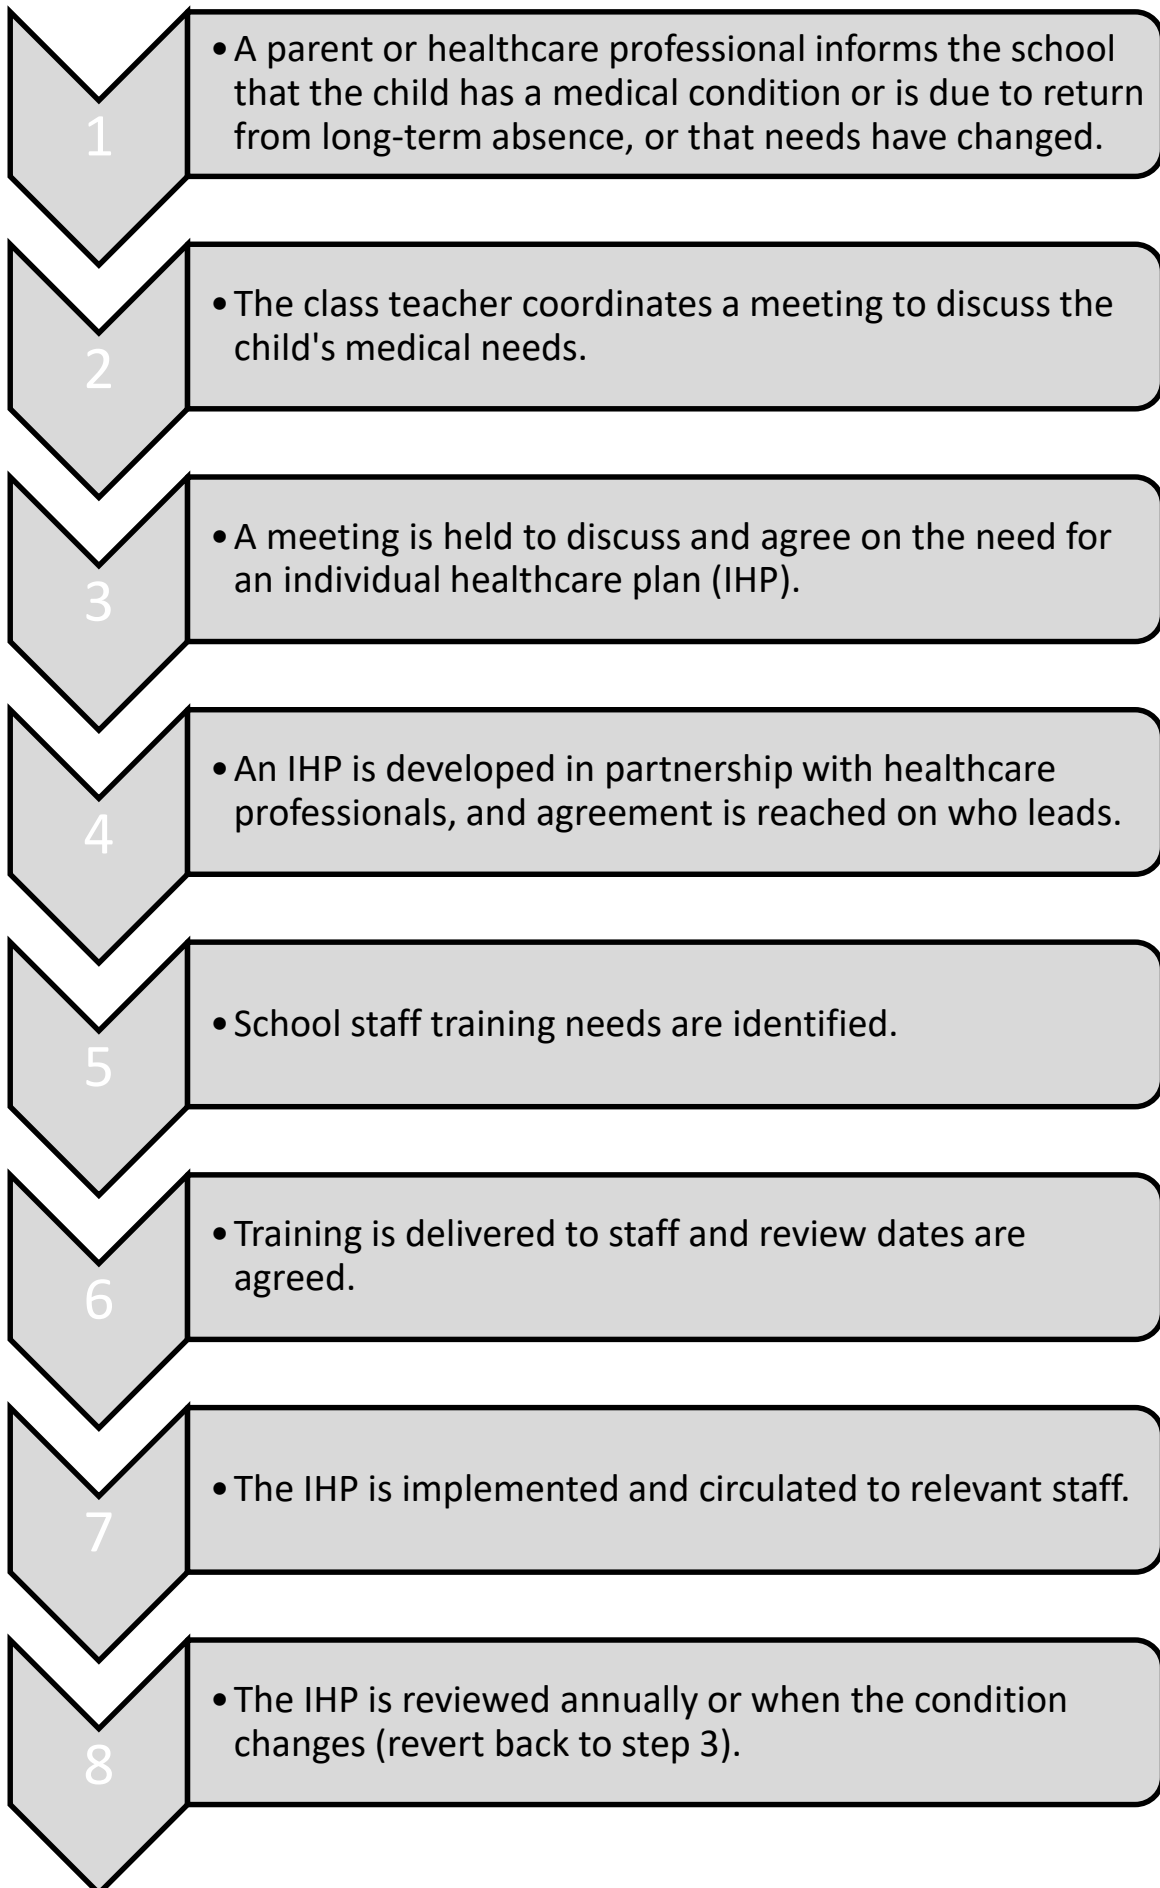 1
• A parent or healthcare professional informs the school
that the child has a medical condition or is due to return
from long-term absence, or that needs have changed.
2
• The class teacher coordinates a meeting to discuss the
child's medical needs.
3
• A meeting is held to discuss and agree on the need for
an individual healthcare plan (IHP).
4
• An IHP is developed in partnership with healthcare
professionals, and agreement is reached on who leads.
5
• School staff training needs are identified.
6
• Training is delivered to staff and review dates are
agreed.
7
• The IHP is implemented and circulated to relevant staff.
8
• The IHP is reviewed annually or when the condition
changes (revert back to step 3).